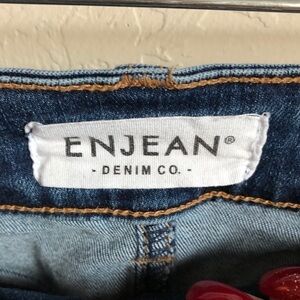 ENJEAN®
- DENIM CO. -